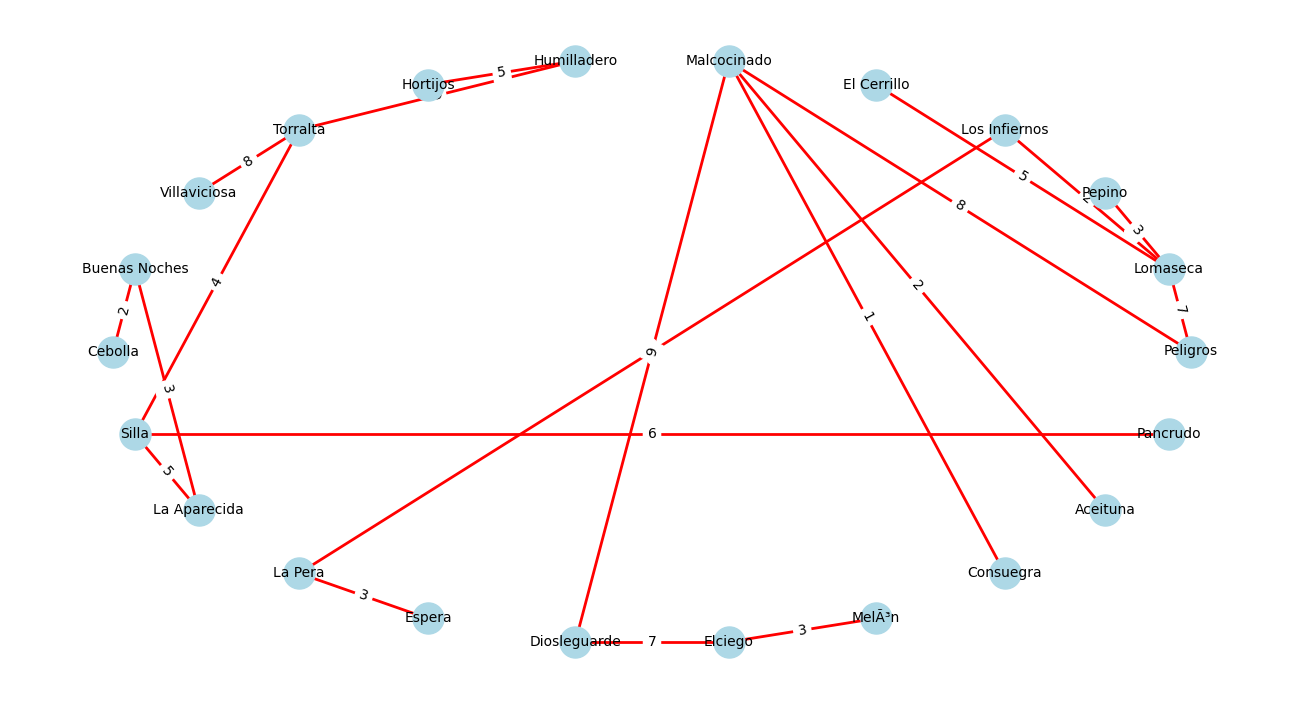 Humilladero
Malcocinado
Hortijos
5
El Cerrillo
Torralta
Los Infiernos
8
5
Villaviciosa
Pepino
2
8
3
Buenas Noches
Lomaseca
4
2
2
1
7
Cebolla
9
Peligros
3
Silla
6
Pancrudo
5
La Aparecida
Aceituna
La Pera
Consuegra
3
Espera
MelÃ³n
3
Diosleguarde
7
Elciego